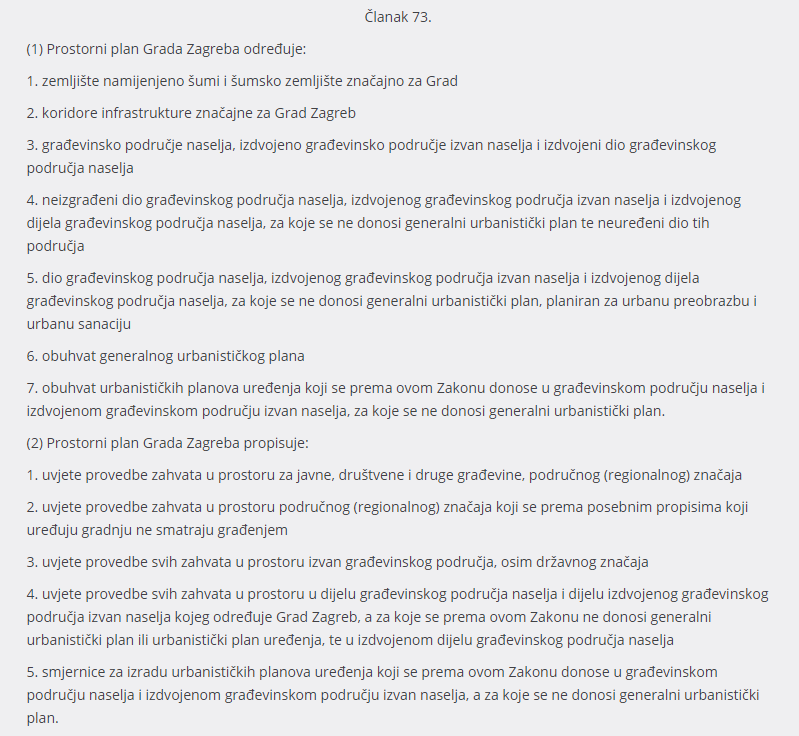 Članak 73.
(1) Prostorni plan Grada Zagreba određuje:
1. zemljište namijenjeno šumi i šumsko zemljište značajno za Grad
2. koridore infrastrukture značajne za Grad Zagreb
3. građevinsko područje naselja, izdvojeno građevinsko područje izvan naselja i izdvojeni dio građevinskog
područja naselja
4. neizgrađeni dio građevinskog područja naselja, izdvojenog građevinskog područja izvan naselja i izdvojenog
dijela građevinskog područja naselja, za koje se ne donosi generalni urbanistički plan te neuređeni dio tih
područja
5. dio građevinskog područja naselja, izdvojenog građevinskog područja izvan naselja i izdvojenog dijela
građevinskog područja naselja, za koje se ne donosi generalni urbanistički plan, planiran za urbanu preobrazbu i
urbanu sanaciju
6. obuhvat generalnog urbanističkog plana
7. obuhvat urbanističkih planova uređenja koji se prema ovom Zakonu donose u građevinskom području naselja i
izdvojenom građevinskom području izvan naselja, za koje se ne donosi generalni urbanistički plan.
(2) Prostorni plan Grada Zagreba propisuje:
1. uvjete provedbe zahvata u prostoru za javne, društvene i druge građevine, područnog (regionalnog) značaja
2. uvjete provedbe zahvata u prostoru područnog (regionalnog) značaja koji se prema posebnim propisima koji
uređuju gradnju ne smatraju građenjem
3. uvjete provedbe svih zahvata u prostoru izvan građevinskog područja, osim državnog značaja
4. uvjete provedbe svih zahvata u prostoru u dijelu građevinskog područja naselja i dijelu izdvojenog građevinskog
područja izvan naselja kojeg određuje Grad Zagreb, a za koje se prema ovom Zakonu ne donosi generalni
urbanistički plan ili urbanistički plan uređenja, te u izdvojenom dijelu građevinskog područja naselja
5. smjernice za izradu urbanističkih planova uređenja koji se prema ovom Zakonu donose u građevinskom
području naselja i izdvojenom građevinskom području izvan naselja, a za koje se ne donosi generalni urbanistički
plan.